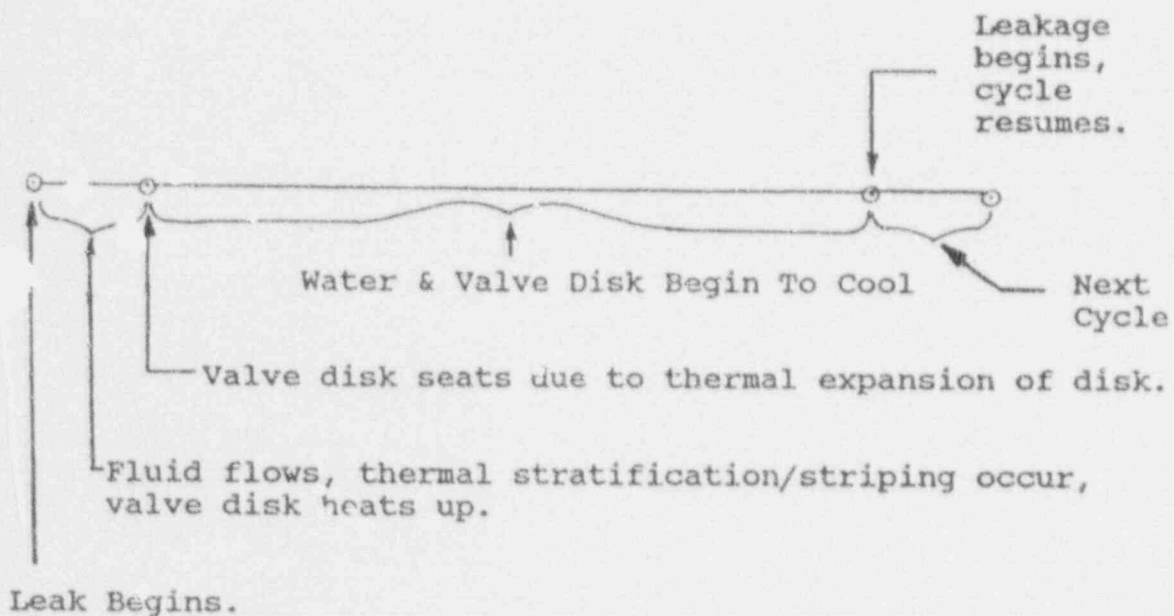 Leakage
begins,
cycle
resumes.
Water & Valve Disk Begin To Cool
Next
Cycle
Valve disk seats due to thermal expansion of disk.
Fluid flows, thermal stratification/striping occur,
valve disk heats up.
Leak Begins.